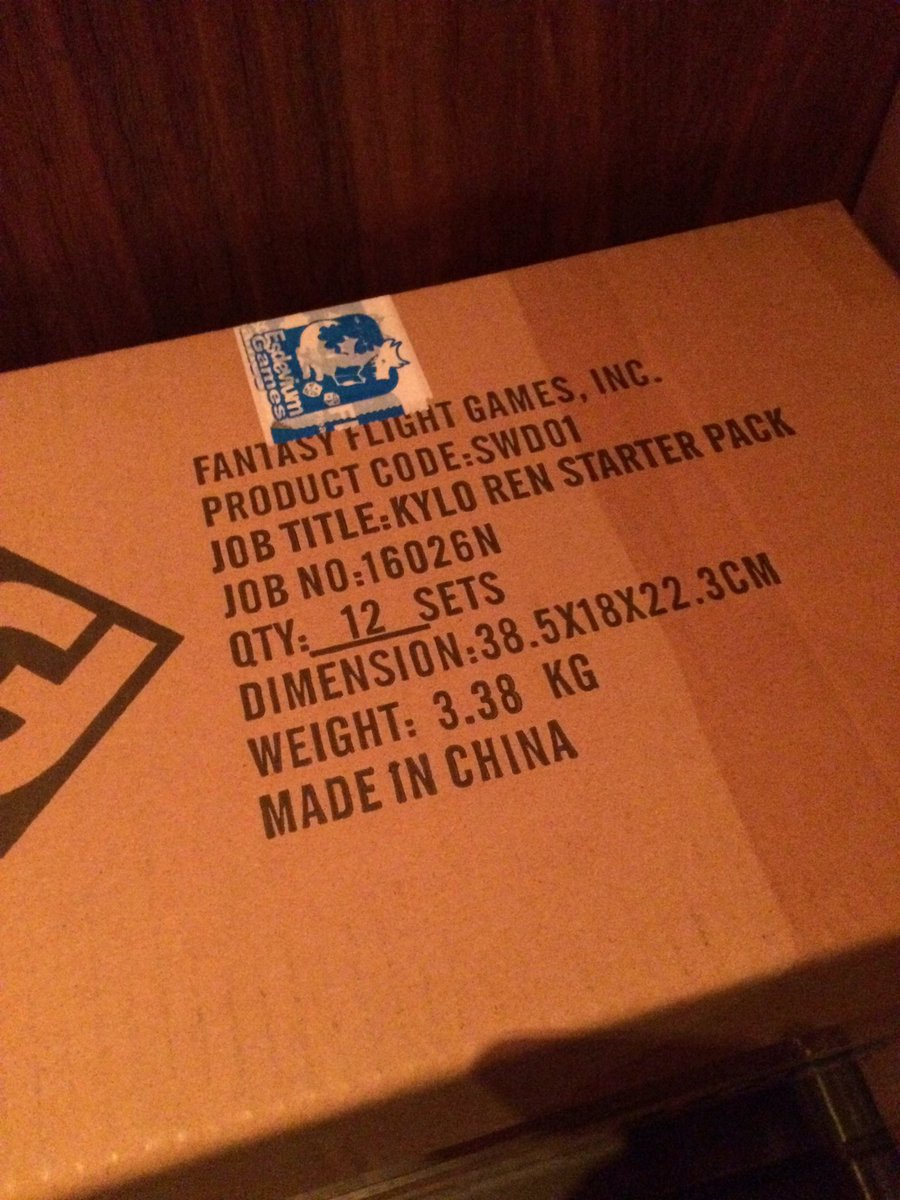 Esdevium
Games
FANTASY FLIGHT GAMES, INC.
PRODUCT CODE:SWD01
JOB TITLE:KYLO REN STARTER PACK
JOB NO:16026N
QTY: 12 SETS
DIMENSION:38.5X18X22.3CM
WEIGHT: 3.38 KG
MADE IN CHINA